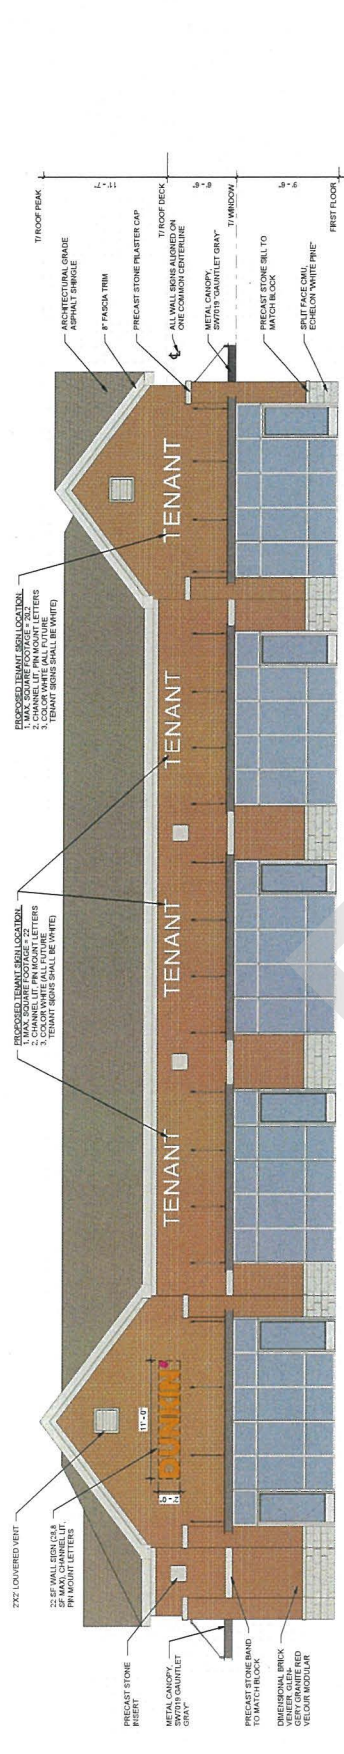 2'X2' LOUVERED VENT
22 SF WALL SIGN (28.8
SF MAX), CHANNEL LIT,
PIN MOUNT LETTERS
PRECAST STONE
INSERT
METAL CANOPY,
SW7019 GAUNTLET
GRAY"
PRECAST STONE BAND
TO MATCH BLOCK
DIMENSIONAL BRICK
VENEER, GLEN-
GERY GRANITE RED
VELOUR MODULAR
11' - 0"
2' - 0"
DUNKIN'
PROPOSED TENANT SIGN LOCATION:
1. MAX. SQUARE FOOTAGE = 22
2. CHANNEL LIT, PIN MOUNT LETTERS
3. COLOR WHITE (ALL FUTURE
TENANT SIGNS SHALL BE WHITE)
TENANT
TENANT
TENANT
PROPOSED TENANT SIGN LOCATION:
1. MAX. SQUARE FOOTAGE = 20.2
2. CHANNEL LIT, PIN MOUNT LETTERS
3. COLOR WHITE (ALL FUTURE
TENANT SIGNS SHALL BE WHITE)
TENANT
T/ ROOF PEAK
ARCHITECTURAL GRADE
ASPHALT SHINGLE
8" FASCIA TRIM
PRECAST STONE PILASTER CAP
T/ ROOF DECK
ALL WALL SIGNS ALIGNED ON
ONE COMMON CENTERLINE
T/ WINDOW
METAL CANOPY,
SW7019 "GAUNTLET GRAY"
PRECAST STONE SILL TO
MATCH BLOCK
SPLIT FACE CMU,
ECHELON "WHITE PINE"
FIRST FLOOR
11' - 7"
9' - 6"